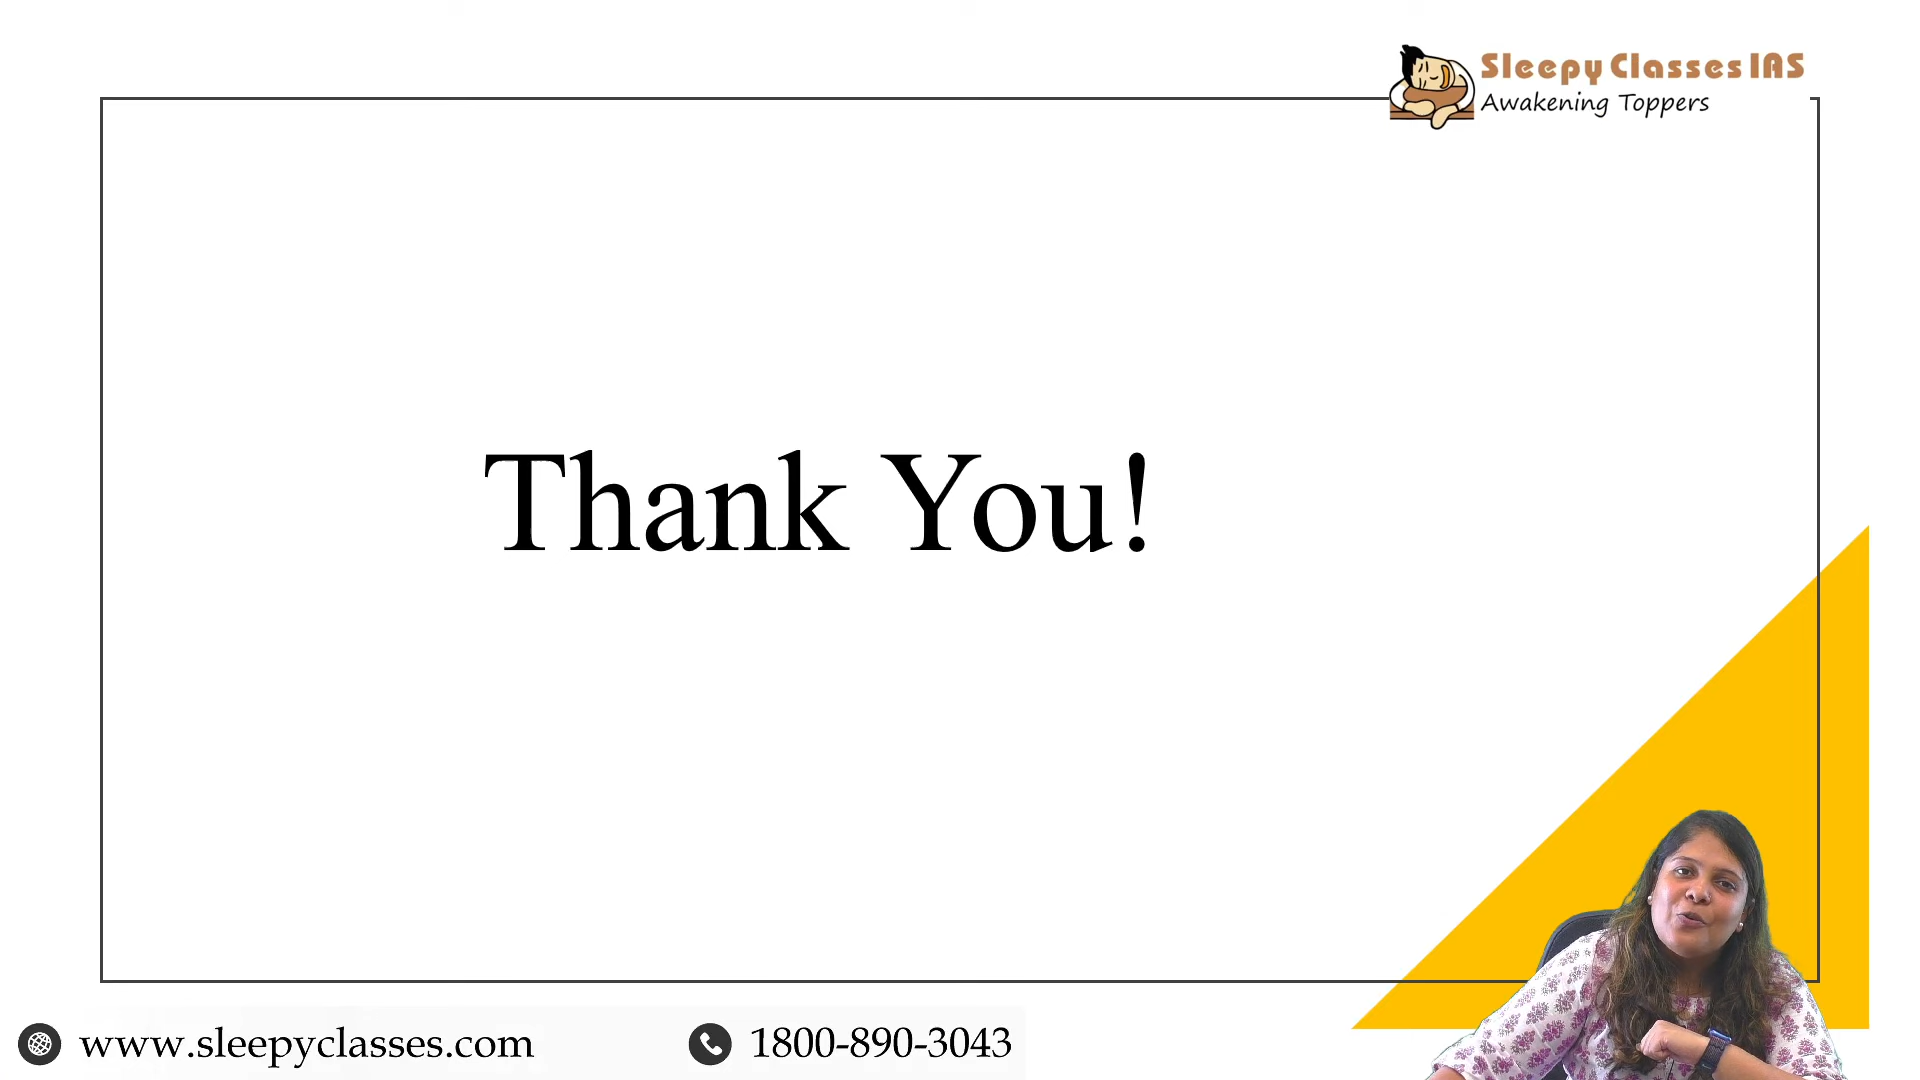 Sleepy Classes IAS
Awakening Toppers
Thank You!
www.sleepyclasses.com
1800-890-3043